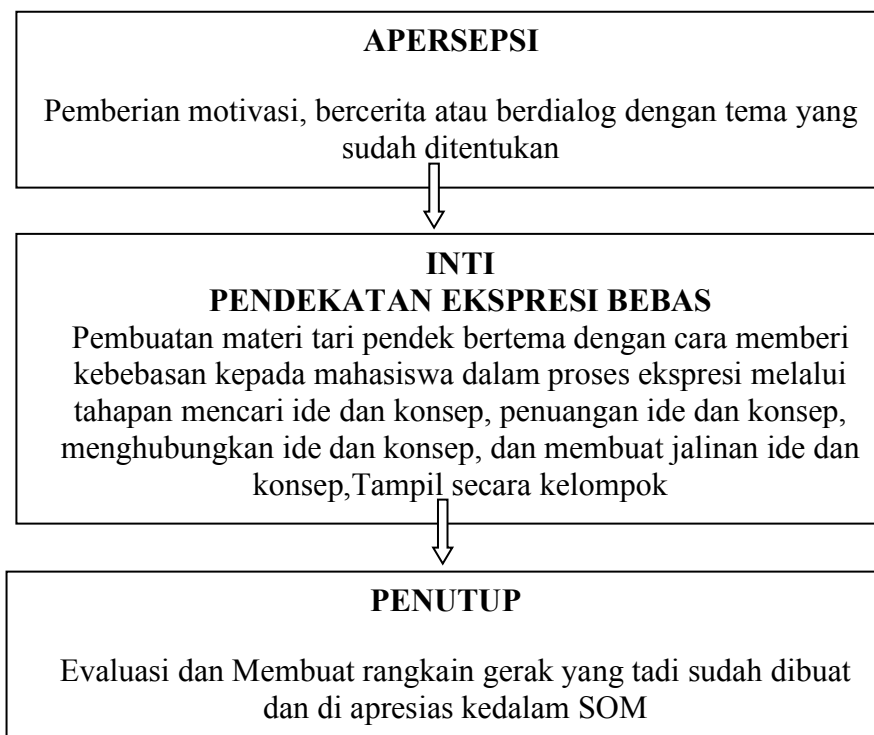 APERSEPSI
Pemberian motivasi, bercerita atau berdialog dengan tema yang
sudah ditentukan
INTI
PENDEKATAN EKSPRESI BEBAS
Pembuatan materi tari pendek bertema dengan cara memberi
kebebasan kepada mahasiswa dalam proses ekspresi melalui
tahapan mencari ide dan konsep, penuangan ide dan konsep,
menghubungkan ide dan konsep, dan membuat jalinan ide dan
konsep,Tampil secara kelompok
PENUTUP
Evaluasi dan Membuat rangkain gerak yang tadi sudah dibuat
dan di apresias kedalam SOM